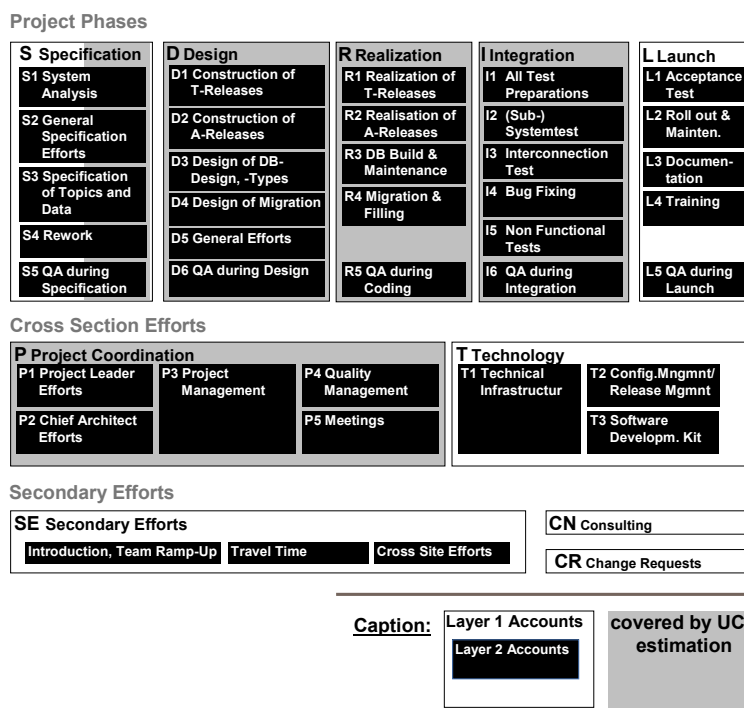 Project Phases
S Specification
S1 System
Analysis
S2 General
Specification
Efforts
S3 Specification
of Topics and
Data
S4 Rework
S5 QA during
Specification
D Design
D1 Construction of
T-Releases
D2 Construction of
A-Releases
D3 Design of DB-
Design, -Types
D4 Design of Migration
D5 General Efforts
D6 QA during Design
R Realization
R1 Realization of
T-Releases
R2 Realisation of
A-Releases
R3 DB Build &
Maintenance
R4 Migration &
Filling
R5 QA during
Coding
I Integration
I1 All Test
Preparations
I2 (Sub-)
Systemtest
I3 Interconnection
Test
I4 Bug Fixing
I5 Non Functional
Tests
I6 QA during
Integration
L Launch
L1 Acceptance
Test
L2 Roll out &
Mainten.
L3 Documen-
tation
L4 Training
L5 QA during
Launch
Cross Section Efforts
P Project Coordination
P1 Project Leader
Efforts
P2 Chief Architect
Efforts
P3 Project
Management
P4 Quality
Management
P5 Meetings
T Technology
T1 Technical
Infrastructur
T2 Config.Mngmnt/
Release Mgmnt
T3 Software
Developm. Kit
Secondary Efforts
SE Secondary Efforts
Introduction, Team Ramp-Up
Travel Time
Cross Site Efforts
CN Consulting
CR Change Requests
Caption:
Layer 1 Accounts
Layer 2 Accounts
covered by UC
estimation